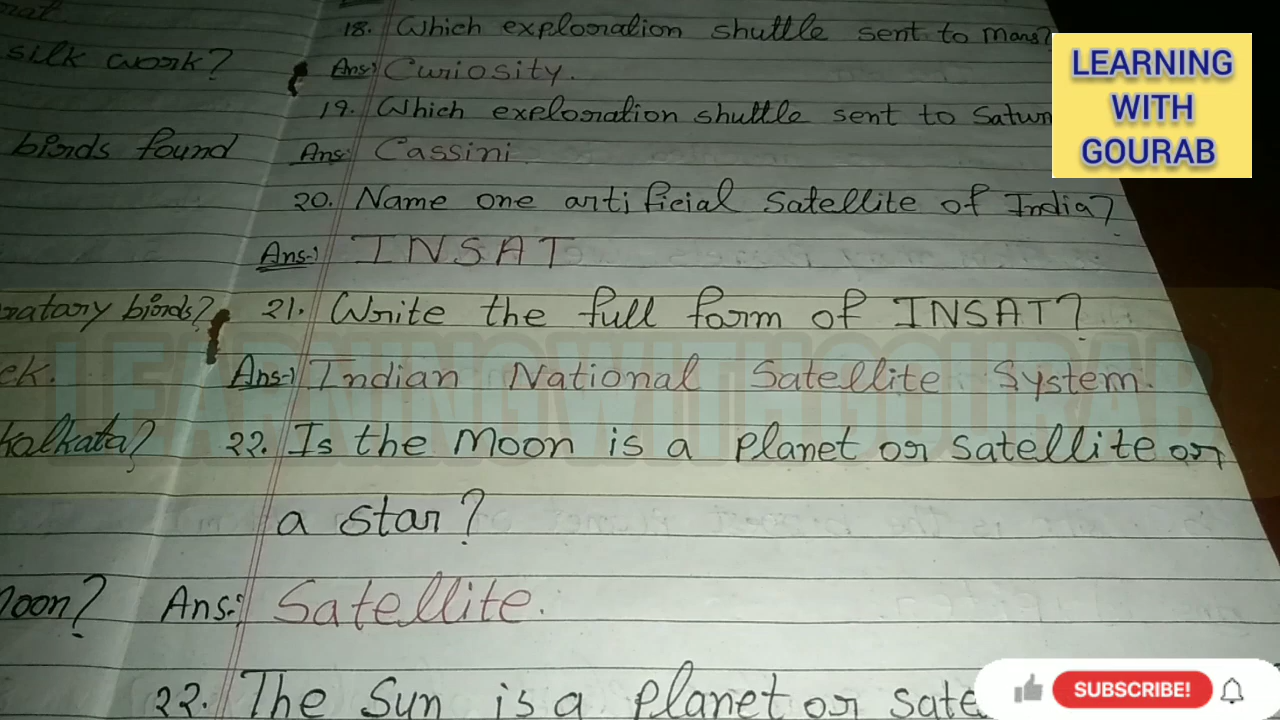 silk work?
birds found
ratary birds?
ek.
kolkata?
Moon?
18. Which exploration shuttle sent to Mars?
Ans:) Curiosity.
19. Which exploration shuttle sent to Saturn
Ans: Cassini
20. Name one artificial Satellite of India?
Ans:-) INSAT
21. Write the full form of INSAT?
Ans:-) Indian National Satellite System.
22. Is the Moon is a planet or satellite or
a star?
Ans:-) Satellite.
22. The Sun is a planet or sate
LEARNING
WITH
GOURAB
LEARNINGWITHGOURAB
SUBSCRIBE!